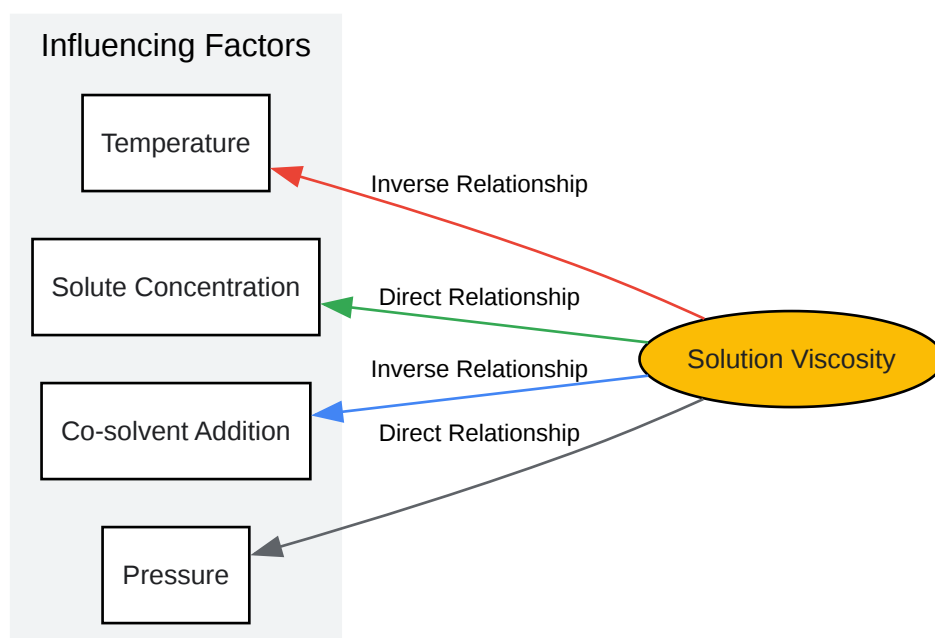 Influencing Factors
Temperature
Inverse Relationship
Solute Concentration
Direct Relationship
Solution Viscosity
Inverse Relationship
Co-solvent Addition
Direct Relationship
Pressure